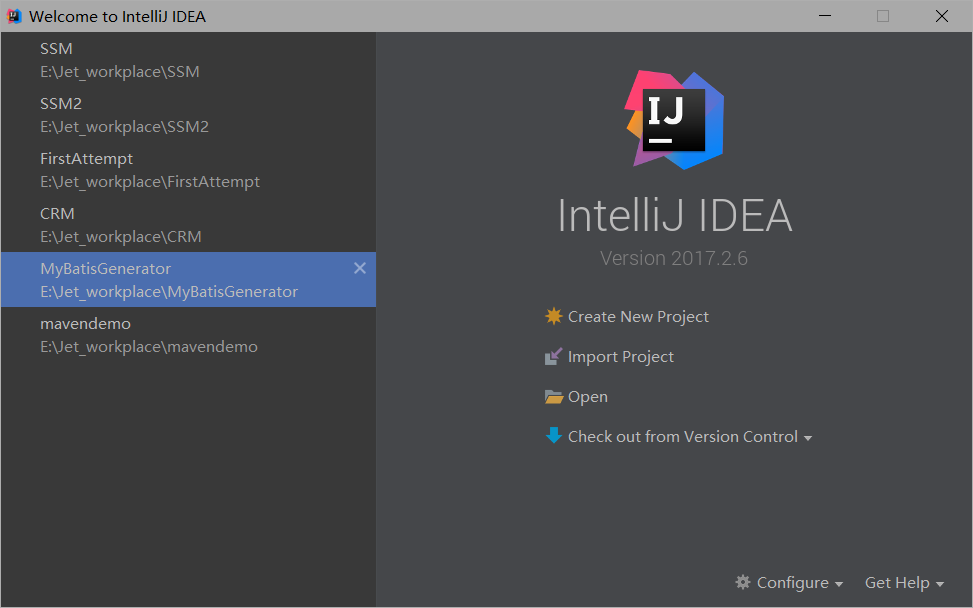 Welcome to IntelliJ IDEA
SSM
E:\Jet_workplace\SSM
SSM2
E:\Jet_workplace\SSM2
FirstAttempt
E:\Jet_workplace\FirstAttempt
CRM
E:\Jet_workplace\CRM
MyBatisGenerator
E:\Jet_workplace\MyBatisGenerator
mavendemo
E:\Jet_workplace\mavendemo
IJ
IntelliJ IDEA
Version 2017.2.6
Create New Project
Import Project
Open
Check out from Version Control
Configure
Get Help